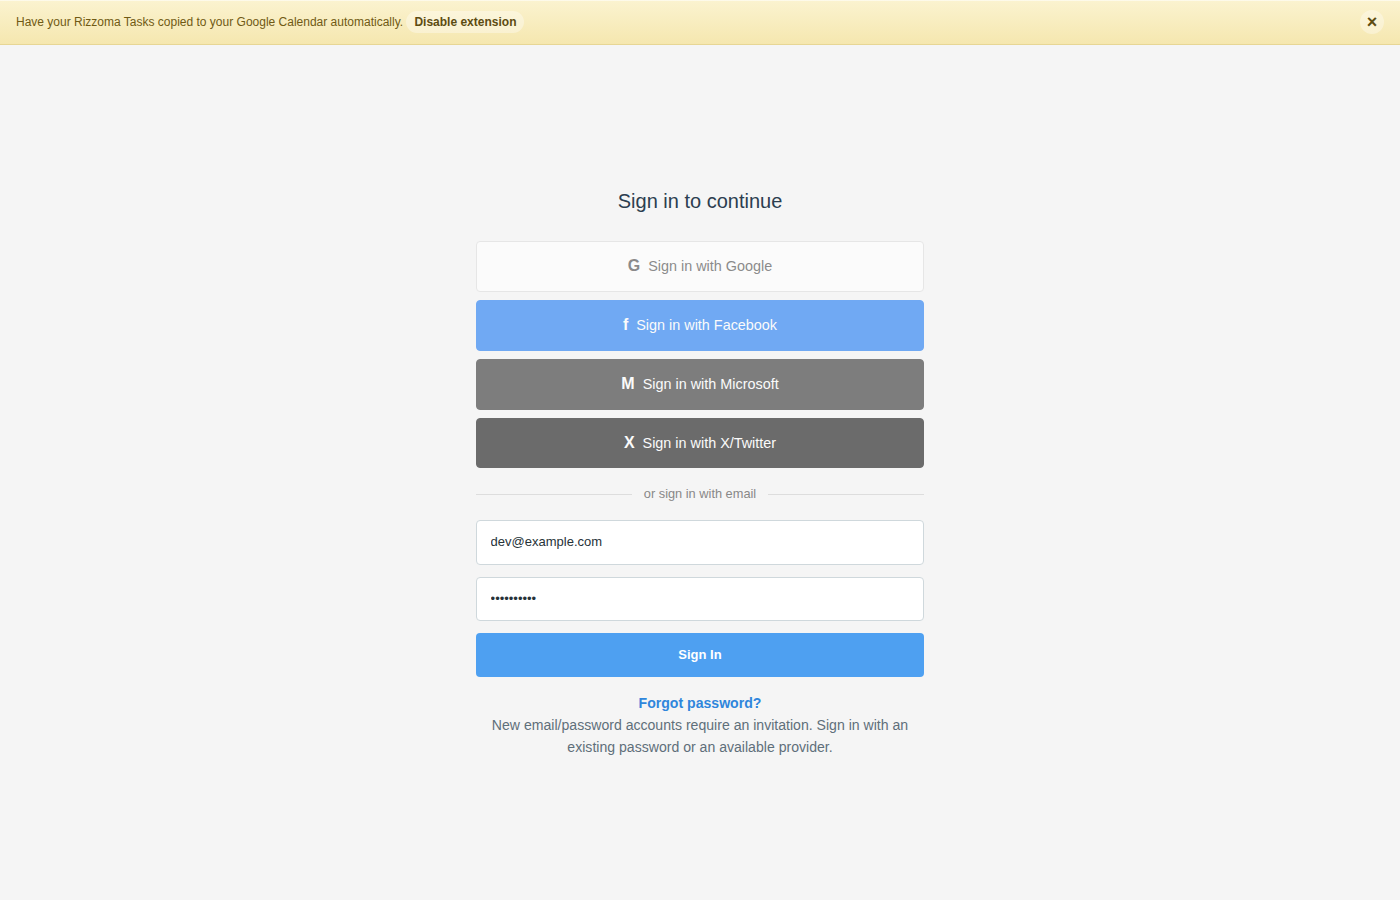 Have your Rizzoma Tasks copied to your Google Calendar automatically. Disable extension ✕
Sign in to continue
G Sign in with Google
f Sign in with Facebook
M Sign in with Microsoft
X Sign in with X/Twitter
or sign in with email
dev@example.com
••••••••••
Sign In
Forgot password?
New email/password accounts require an invitation. Sign in with an
existing password or an available provider.